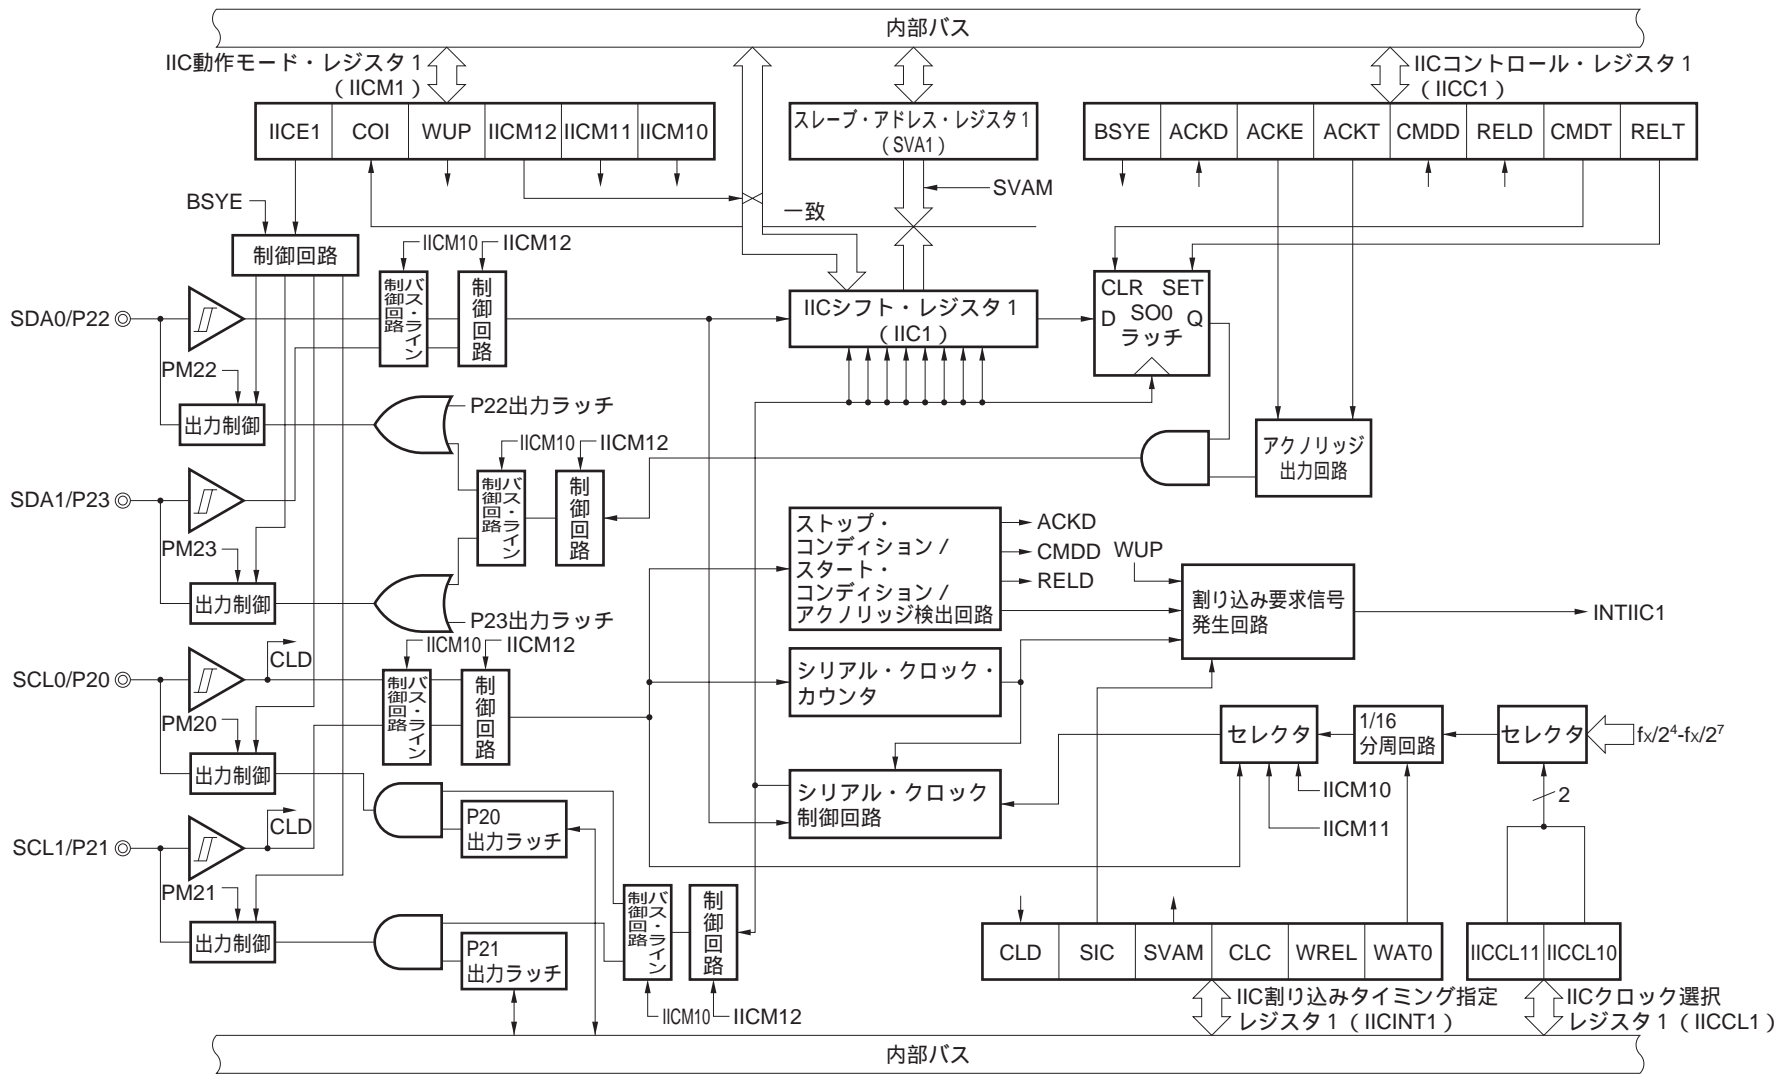 内部バス
IIC動作モード・レジスタ1
（IICM1）
IICコントロール・レジスタ1
（IICC1）
IICE1 COI WUP IICM12 IICM11 IICM10
スレーブ・アドレス・レジスタ1
（SVA1）
BSYE ACKD ACKE ACKT CMDD RELD CMDT RELT
BSYE
SVAM
一致
制御回路
IICM10
IICM12
SDA0/P22
バス・ライン
制御回路
制御回路
IICシフト・レジスタ1
（IIC1）
CLR SET
D SO0 Q
ラッチ
PM22
出力制御
P22出力ラッチ
IICM10
IICM12
アクノリッジ
出力回路
SDA1/P23
バス・ライン
制御回路
制御回路
PM23
出力制御
P23出力ラッチ
ストップ・
コンディション/
スタート・
コンディション/
アクノリッジ検出回路
ACKD
CMDD
RELD
WUP
割り込み要求信号
発生回路
INTIIC1
IICM10
IICM12
CLD
SCL0/P20
バス・ライン
制御回路
制御回路
シリアル・クロック・
カウンタ
PM20
出力制御
セレクタ
1/16
分周回路
セレクタ
fX/2⁴-fX/2⁷
シリアル・クロック
制御回路
IICM10
IICM11
2
CLD
SCL1/P21
P20
出力ラッチ
PM21
出力制御
P21
出力ラッチ
バス・ライン
制御回路
制御回路
IICM10
IICM12
CLD SIC SVAM CLC WREL WAT0
IICCL11 IICCL10
IIC割り込みタイミング指定
レジスタ1（IICINT1）
IICクロック選択
レジスタ1（IICCL1）
内部バス